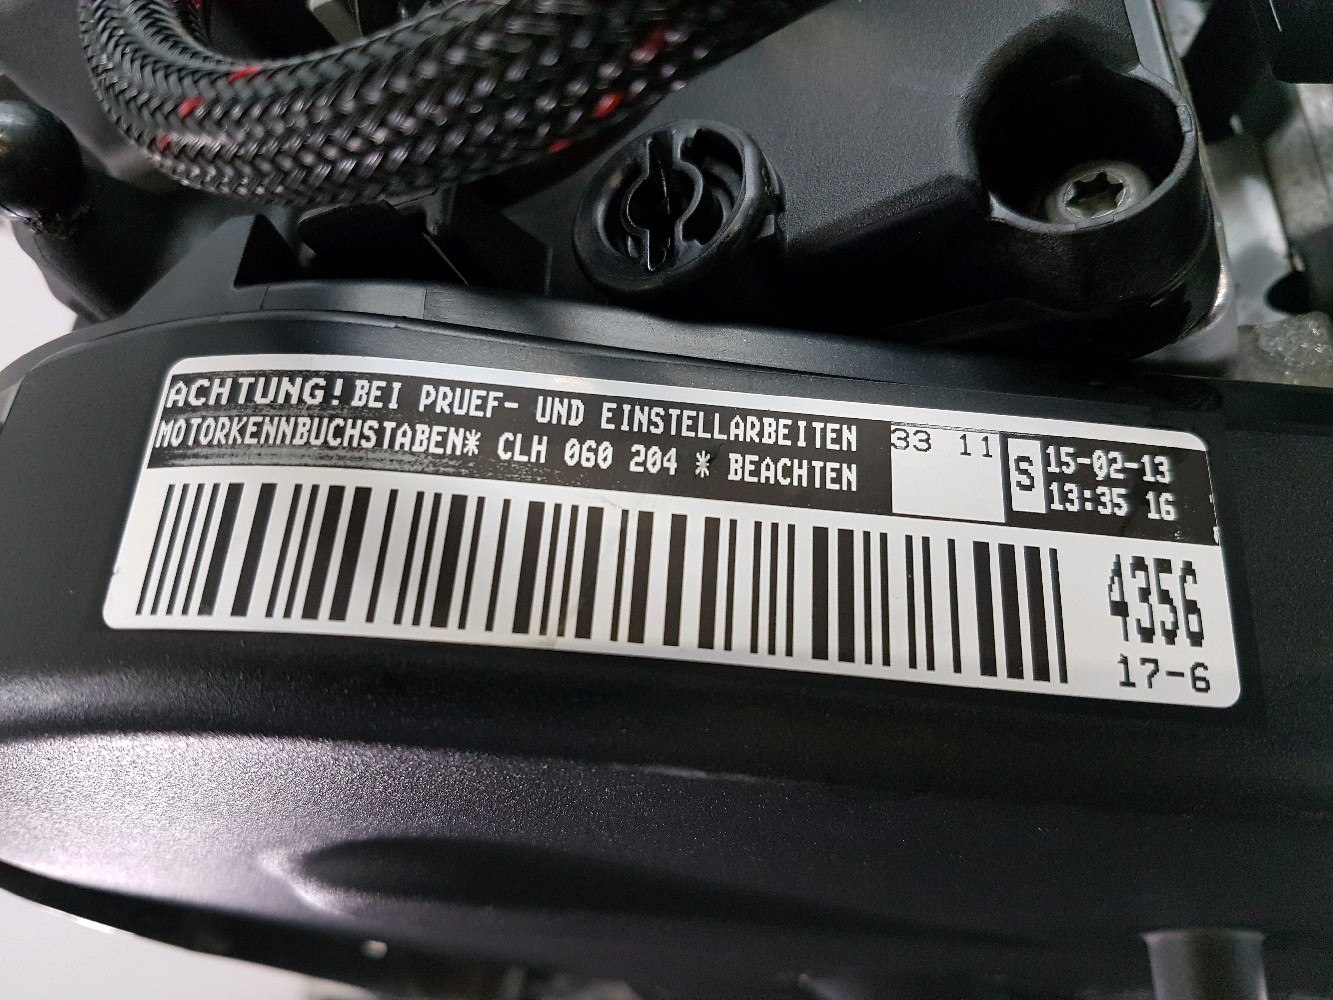 ACHTUNG! BEI PRUEF- UND EINSTELLARBEITEN
MOTORKENNBUCHSTABEN* CLH 060 204 * BEACHTEN
33 11
S
15-02-13
13:35 16
4356
17-6